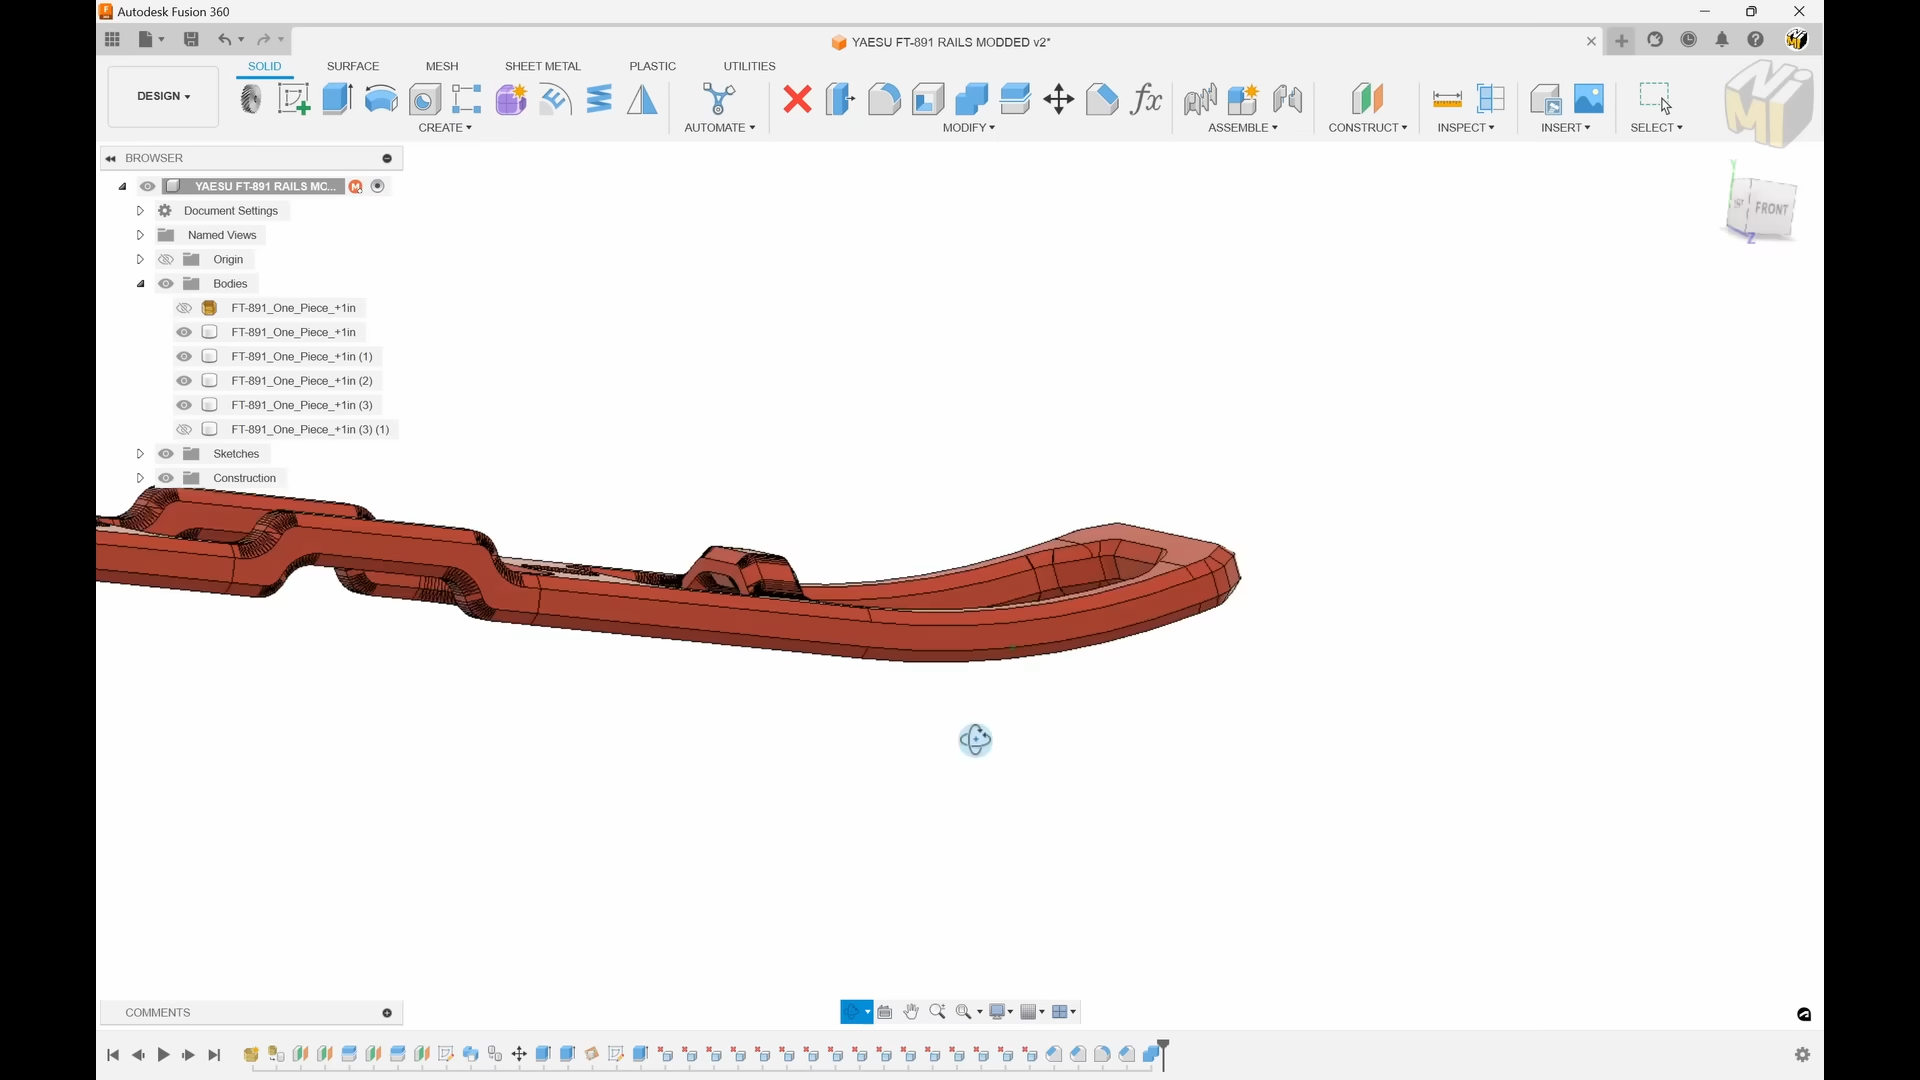 Autodesk Fusion 360
YAESU FT-891 RAILS MODDED v2*
DESIGN
SOLID
SURFACE
MESH
SHEET METAL
PLASTIC
UTILITIES
CREATE
AUTOMATE
MODIFY
ASSEMBLE
CONSTRUCT
INSPECT
INSERT
SELECT
BROWSER
YAESU FT-891 RAILS MO...
Document Settings
Named Views
Origin
Bodies
FT-891_One_Piece_+1in
FT-891_One_Piece_+1in
FT-891_One_Piece_+1in (1)
FT-891_One_Piece_+1in (2)
FT-891_One_Piece_+1in (3)
FT-891_One_Piece_+1in (3) (1)
Sketches
Construction
FRONT
Y
Z
COMMENTS